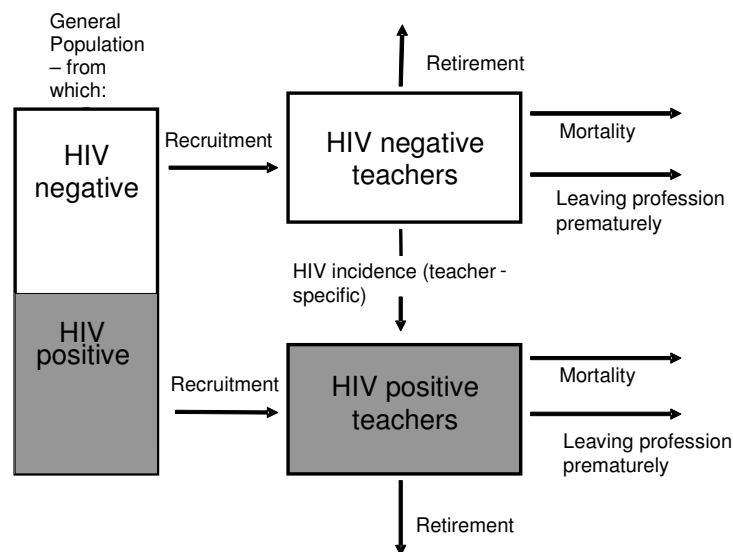 General
Population
– from
which:
HIV
negative
HIV
positive
Recruitment
Recruitment
Retirement
HIV negative
teachers
Mortality
Leaving profession
prematurely
HIV incidence (teacher -
specific)
HIV positive
teachers
Mortality
Leaving profession
prematurely
Retirement